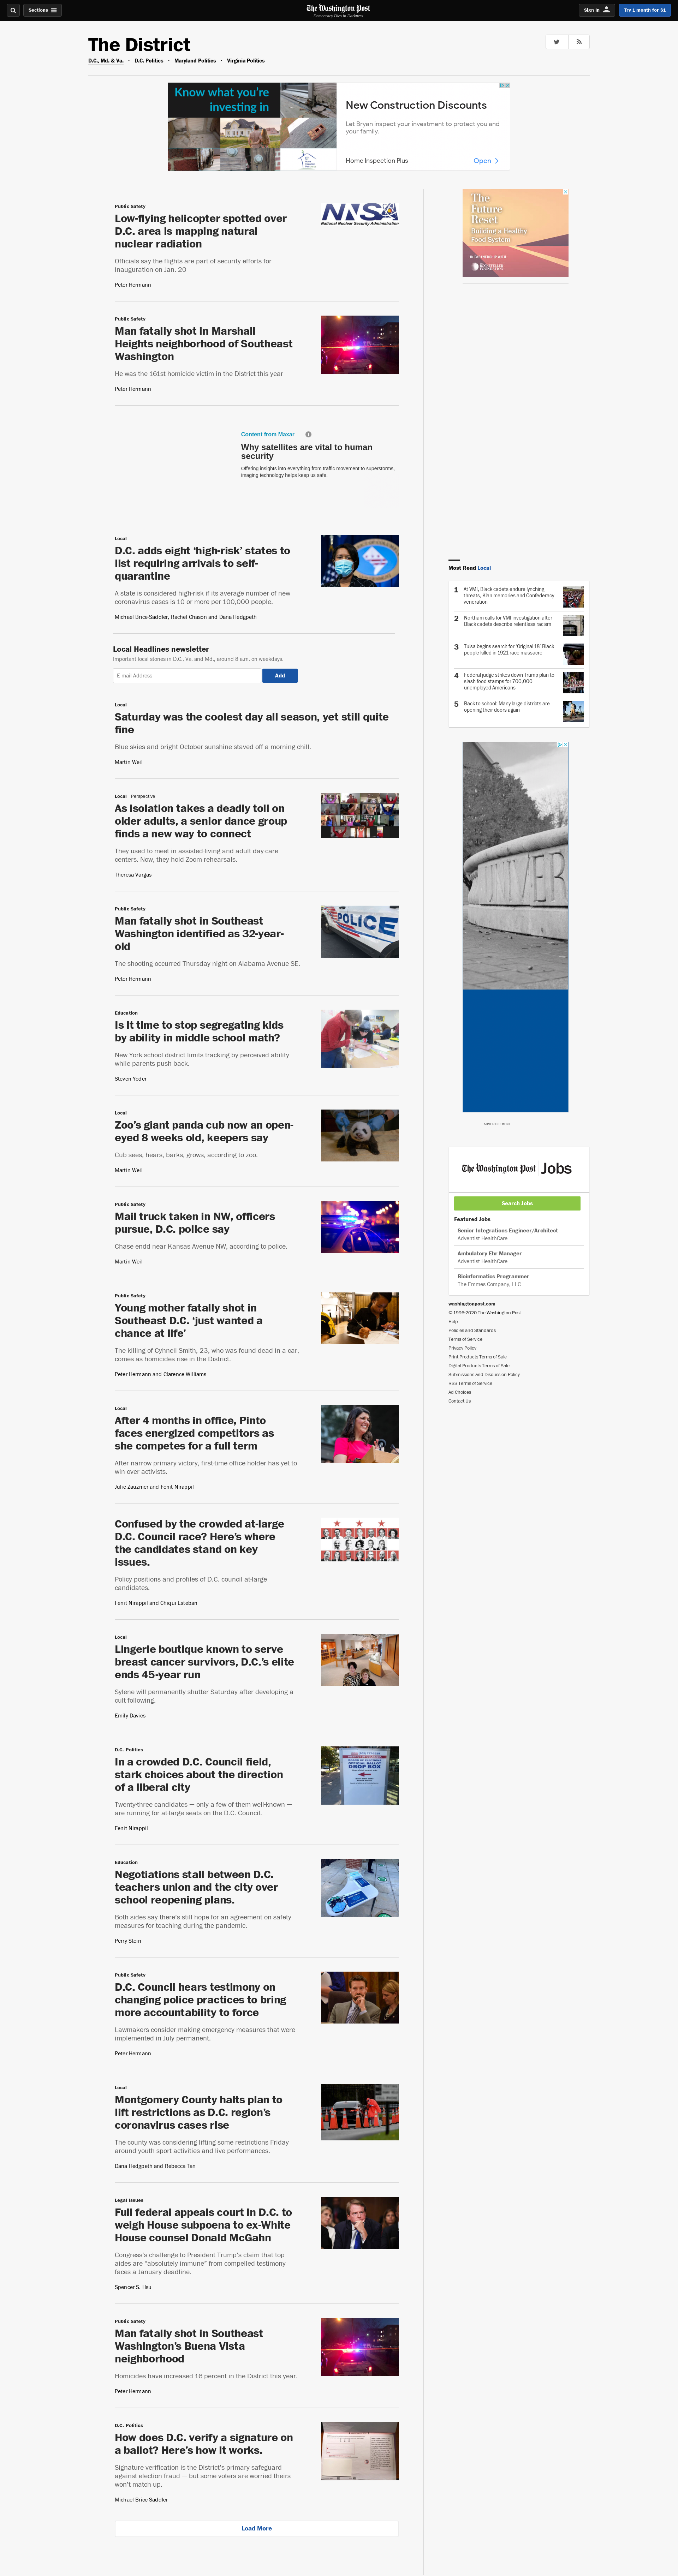 Sections
The Washington Post
Democracy Dies in Darkness
Sign In
Try 1 month for $1
The District
D.C., Md. & Va. • D.C. Politics • Maryland Politics • Virginia Politics
Know what you're
investing in
New Construction Discounts
Let Bryan inspect your investment to protect you and
your family.
Home Inspection Plus
Open
Public Safety
Low-flying helicopter spotted over
D.C. area is mapping natural
nuclear radiation
Officials say the flights are part of security efforts for
inauguration on Jan. 20
Peter Hermann
NNSA
National Nuclear Security Administration
Public Safety
Man fatally shot in Marshall
Heights neighborhood of Southeast
Washington
He was the 161st homicide victim in the District this year
Peter Hermann
Content from Maxar
Why satellites are vital to human
security
Offering insights into everything from traffic movement to superstorms,
imaging technology helps keep us safe.
Local
D.C. adds eight ‘high-risk’ states to
list requiring arrivals to self-
quarantine
A state is considered high-risk if its average number of new
coronavirus cases is 10 or more per 100,000 people.
Michael Brice-Saddler, Rachel Chason and Dana Hedgpeth
Local Headlines newsletter
Important local stories in D.C., Va. and Md., around 8 a.m. on weekdays.
E-mail Address
Add
Local
Saturday was the coolest day all season, yet still quite
fine
Blue skies and bright October sunshine staved off a morning chill.
Martin Weil
Local Perspective
As isolation takes a deadly toll on
older adults, a senior dance group
finds a new way to connect
They used to meet in assisted-living and adult day-care
centers. Now, they hold Zoom rehearsals.
Theresa Vargas
Public Safety
Man fatally shot in Southeast
Washington identified as 32-year-
old
The shooting occurred Thursday night on Alabama Avenue SE.
Peter Hermann
POLICE
Education
Is it time to stop segregating kids
by ability in middle school math?
New York school district limits tracking by perceived ability
while parents push back.
Steven Yoder
Local
Zoo’s giant panda cub now an open-
eyed 8 weeks old, keepers say
Cub sees, hears, barks, grows, according to zoo.
Martin Weil
Public Safety
Mail truck taken in NW, officers
pursue, D.C. police say
Chase endd near Kansas Avenue NW, according to police.
Martin Weil
Public Safety
Young mother fatally shot in
Southeast D.C. ‘just wanted a
chance at life’
The killing of Cyhneil Smith, 23, who was found dead in a car,
comes as homicides rise in the District.
Peter Hermann and Clarence Williams
Local
After 4 months in office, Pinto
faces energized competitors as
she competes for a full term
After narrow primary victory, first-time office holder has yet to
win over activists.
Julie Zauzmer and Fenit Nirappil
Confused by the crowded at-large
D.C. Council race? Here’s where
the candidates stand on key
issues.
Policy positions and profiles of D.C. council at-large
candidates.
Fenit Nirappil and Chiqui Esteban
Local
Lingerie boutique known to serve
breast cancer survivors, D.C.’s elite
ends 45-year run
Sylene will permanently shutter Saturday after developing a
cult following.
Emily Davies
D.C. Politics
In a crowded D.C. Council field,
stark choices about the direction
of a liberal city
Twenty-three candidates — only a few of them well-known —
are running for at-large seats on the D.C. Council.
Fenit Nirappil
DROP BOX
Education
Negotiations stall between D.C.
teachers union and the city over
school reopening plans.
Both sides say there’s still hope for an agreement on safety
measures for teaching during the pandemic.
Perry Stein
Public Safety
D.C. Council hears testimony on
changing police practices to bring
more accountability to force
Lawmakers consider making emergency measures that were
implemented in July permanent.
Peter Hermann
Local
Montgomery County halts plan to
lift restrictions as D.C. region’s
coronavirus cases rise
The county was considering lifting some restrictions Friday
around youth sport activities and live performances.
Dana Hedgpeth and Rebecca Tan
Legal Issues
Full federal appeals court in D.C. to
weigh House subpoena to ex-White
House counsel Donald McGahn
Congress’s challenge to President Trump’s claim that top
aides are “absolutely immune” from compelled testimony
faces a January deadline.
Spencer S. Hsu
Public Safety
Man fatally shot in Southeast
Washington’s Buena Vista
neighborhood
Homicides have increased 16 percent in the District this year.
Peter Hermann
D.C. Politics
How does D.C. verify a signature on
a ballot? Here’s how it works.
Signature verification is the District’s primary safeguard
against election fraud — but some voters are worried theirs
won’t match up.
Michael Brice-Saddler
Load More
The
Future
Reset
Building a Healthy
Food System
IN PARTNERSHIP WITH
ROCKEFELLER
FOUNDATION
Most Read Local
1 At VMI, Black cadets endure lynching
threats, Klan memories and Confederacy
veneration
2 Northam calls for VMI investigation after
Black cadets describe relentless racism
3 Tulsa begins search for ‘Original 18’ Black
people killed in 1921 race massacre
4 Federal judge strikes down Trump plan to
slash food stamps for 700,000
unemployed Americans
5 Back to school: Many large districts are
opening their doors again
ADVERTISEMENT
The Washington Post Jobs
Search Jobs
Featured Jobs
Senior Integrations Engineer/Architect
Adventist HealthCare
Ambulatory Ehr Manager
Adventist HealthCare
Bioinformatics Programmer
The Emmes Company, LLC
washingtonpost.com
© 1996-2020 The Washington Post
Help
Policies and Standards
Terms of Service
Privacy Policy
Print Products Terms of Sale
Digital Products Terms of Sale
Submissions and Discussion Policy
RSS Terms of Service
Ad Choices
Contact Us